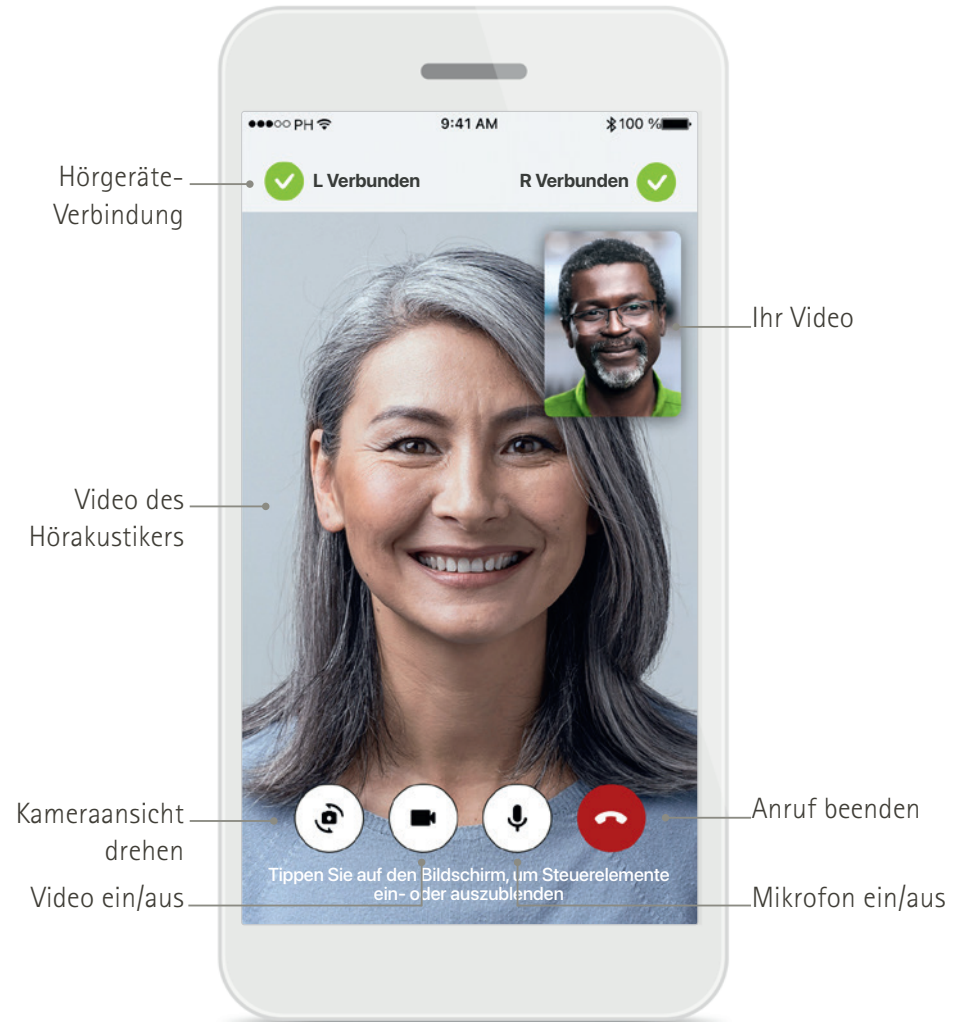 ●●●○○ PH 9:41 AM 100 %
L Verbunden R Verbunden
Hörgeräte-
Verbindung
Ihr Video
Video des
Hörakustikers
Kameraansicht
drehen
Anruf beenden
Tippen Sie auf den Bildschirm, um Steuerelemente
ein- oder auszublenden
Video ein/aus
Mikrofon ein/aus